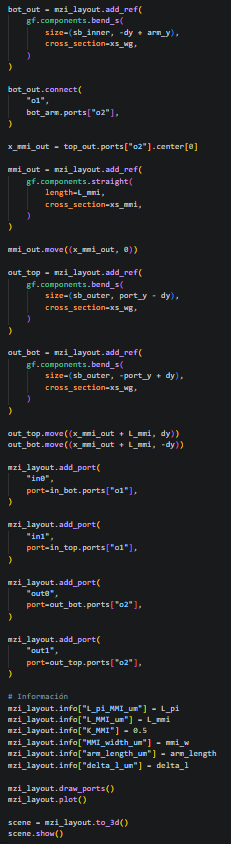 bot_out = mzi_layout.add_ref(
    gf.components.bend_s(
        size=(sb_inner, -dy + arm_y),
        cross_section=xs_wg,
    )
)

bot_out.connect(
    "o1",
    bot_arm.ports["o2"],
)

x_mmi_out = top_out.ports["o2"].center[0]

mmi_out = mzi_layout.add_ref(
    gf.components.straight(
        length=L_mmi,
        cross_section=xs_mmi,
    )
)

mmi_out.move((x_mmi_out, 0))

out_top = mzi_layout.add_ref(
    gf.components.bend_s(
        size=(sb_outer, port_y - dy),
        cross_section=xs_wg,
    )
)

out_bot = mzi_layout.add_ref(
    gf.components.bend_s(
        size=(sb_outer, -port_y + dy),
        cross_section=xs_wg,
    )
)

out_top.move((x_mmi_out + L_mmi, dy))
out_bot.move((x_mmi_out + L_mmi, -dy))

mzi_layout.add_port(
    "in0",
    port=in_bot.ports["o1"],
)

mzi_layout.add_port(
    "in1",
    port=in_top.ports["o1"],
)

mzi_layout.add_port(
    "out0",
    port=out_bot.ports["o2"],
)

mzi_layout.add_port(
    "out1",
    port=out_top.ports["o2"],
)

# Información
mzi_layout.info["L_pi_MMI_um"] = L_pi
mzi_layout.info["L_MMI_um"] = L_mmi
mzi_layout.info["K_MMI"] = 0.5
mzi_layout.info["MMI_width_um"] = mmi_w
mzi_layout.info["arm_length_um"] = arm_length
mzi_layout.info["delta_l_um"] = delta_l

mzi_layout.draw_ports()
mzi_layout.plot()

scene = mzi_layout.to_3d()
scene.show()